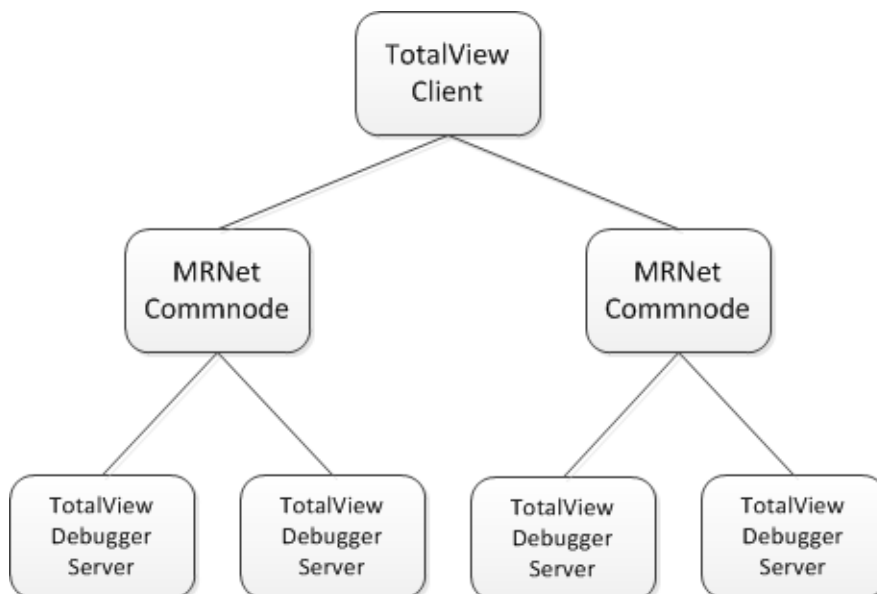 TotalView
Client
MRNet
Commnode
MRNet
Commnode
TotalView
Debugger
Server
TotalView
Debugger
Server
TotalView
Debugger
Server
TotalView
Debugger
Server